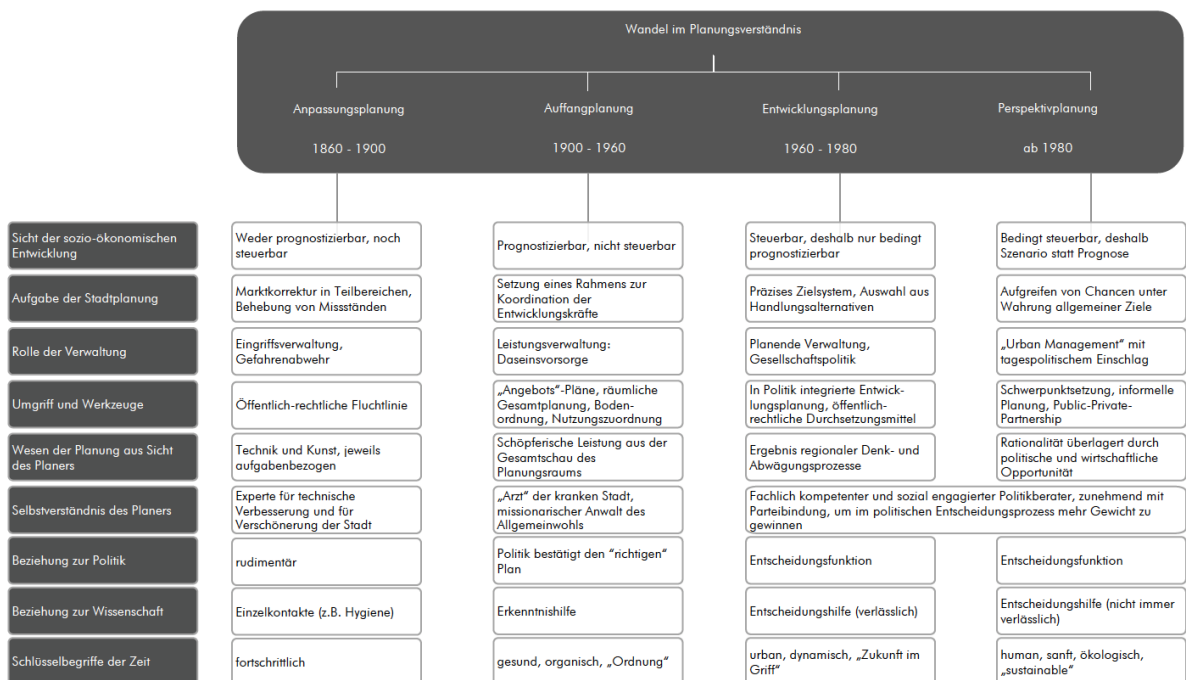 Wandel im Planungsverständnis
Anpassungsplanung
Auffangplanung
Entwicklungsplanung
Perspektivplanung
1860 - 1900
1900 - 1960
1960 - 1980
ab 1980
Sicht der sozio-ökonomischen
Entwicklung
Weder prognostizierbar, noch
steuerbar
Prognostizierbar, nicht steuerbar
Steuerbar, deshalb nur bedingt
prognostizierbar
Bedingt steuerbar, deshalb
Szenario statt Prognose
Aufgabe der Stadtplanung
Marktkorrektur in Teilbereichen,
Behebung von Missständen
Setzung eines Rahmens zur
Koordination der
Entwicklungskräfte
Präzises Zielsystem, Auswahl aus
Handlungsalternativen
Aufgreifen von Chancen unter
Wahrung allgemeiner Ziele
Rolle der Verwaltung
Eingriffsverwaltung,
Gefahrenabwehr
Leistungsverwaltung:
Daseinsvorsorge
Planende Verwaltung,
Gesellschaftspolitik
„Urban Management“ mit
tagespolitischem Einschlag
Umgriff und Werkzeuge
Öffentlich-rechtliche Fluchtlinie
„Angebots“-Pläne, räumliche
Gesamtplanung, Boden-
ordnung, Nutzungszuordnung
In Politik integrierte Entwick-
lungsplanung, öffentlich-
rechtliche Durchsetzungsmittel
Schwerpunktsetzung, informelle
Planung, Public-Private-
Partnership
Wesen der Planung aus Sicht
des Planers
Technik und Kunst, jeweils
aufgabenbezogen
Schöpferische Leistung aus der
Gesamtschau des
Planungsraums
Ergebnis regionaler Denk- und
Abwägungsprozesse
Rationalität überlagert durch
politische und wirtschaftliche
Opportunität
Selbstverständnis des Planers
Experte für technische
Verbesserung und für
Verschönerung der Stadt
„Arzt“ der kranken Stadt,
missionarischer Anwalt des
Allgemeinwohls
Fachlich kompetenter und sozial engagierter Politikberater, zunehmend mit
Parteibindung, um im politischen Entscheidungsprozess mehr Gewicht zu
gewinnen
Beziehung zur Politik
rudimentär
Politik bestätigt den “richtigen“
Plan
Entscheidungsfunktion
Entscheidungsfunktion
Beziehung zur Wissenschaft
Einzelkontakte (z.B. Hygiene)
Erkenntnishilfe
Entscheidungshilfe (verlässlich)
Entscheidungshilfe (nicht immer
verlässlich)
Schlüsselbegriffe der Zeit
fortschrittlich
gesund, organisch, „Ordnung“
urban, dynamisch, „Zukunft im
Griff“
human, sanft, ökologisch,
„sustainable“